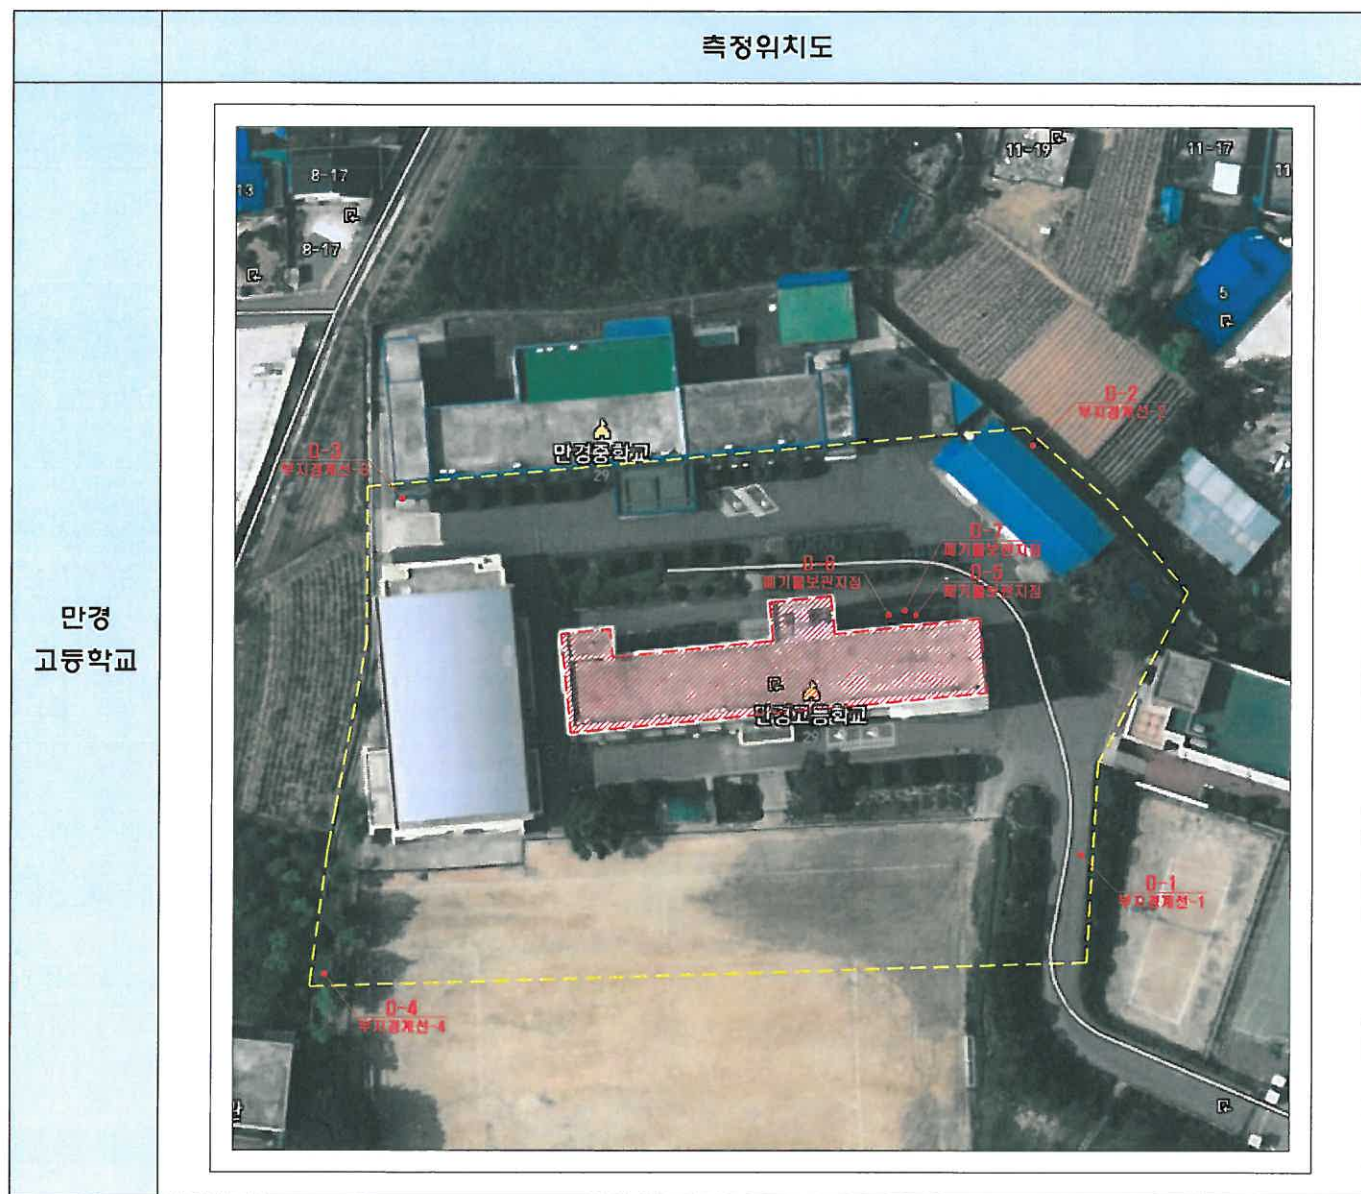 측정위치도
만경
고등학교
11-19
11-17
11
13
8-17
8-17
5
D-2
부지경계선-2
만경중학교
29
D-3
부지경계선-3
D-7
폐기물보관지점
D-6
폐기물보관지점
D-5
폐기물보관지점
만경고등학교
29
D-1
부지경계선-1
D-4
부지경계선-4